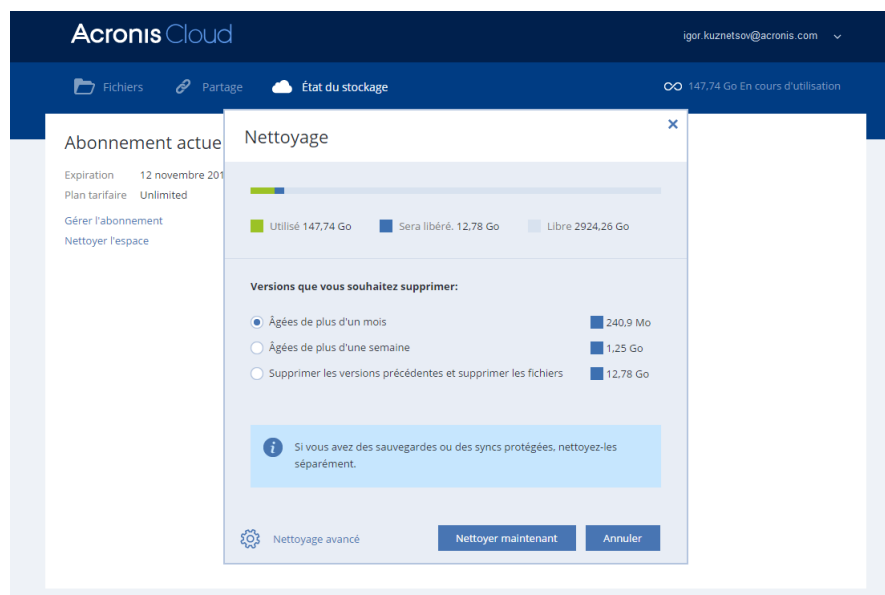 Acronis Cloud
igor.kuznetsov@acronis.com
Fichiers
Partage
État du stockage
147,74 Go En cours d'utilisation
Abonnement actue
Expiration 12 novembre 201
Plan tarifaire Unlimited
Gérer l'abonnement
Nettoyer l'espace
Nettoyage
Utilisé 147,74 Go
Sera libéré. 12,78 Go
Libre 2924,26 Go
Versions que vous souhaitez supprimer:
Âgées de plus d'un mois 240,9 Mo
Âgées de plus d'une semaine 1,25 Go
Supprimer les versions précédentes et supprimer les fichiers 12,78 Go
Si vous avez des sauvegardes ou des syncs protégées, nettoyez-les
séparément.
Nettoyage avancé
Nettoyer maintenant
Annuler